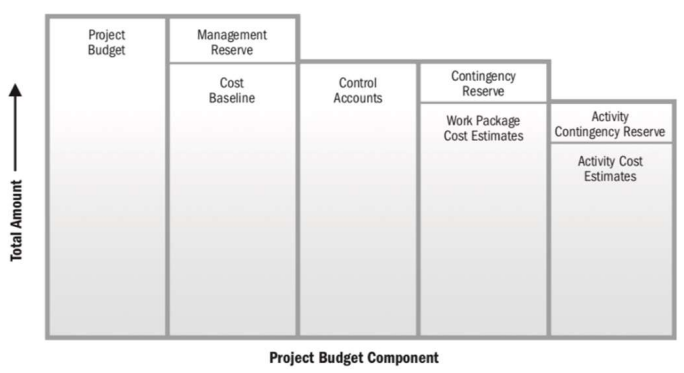 Project
Budget
Management
Reserve
Cost
Baseline
Control
Accounts
Contingency
Reserve
Work Package
Cost Estimates
Activity
Contingency Reserve
Activity Cost
Estimates
Total Amount
Project Budget Component